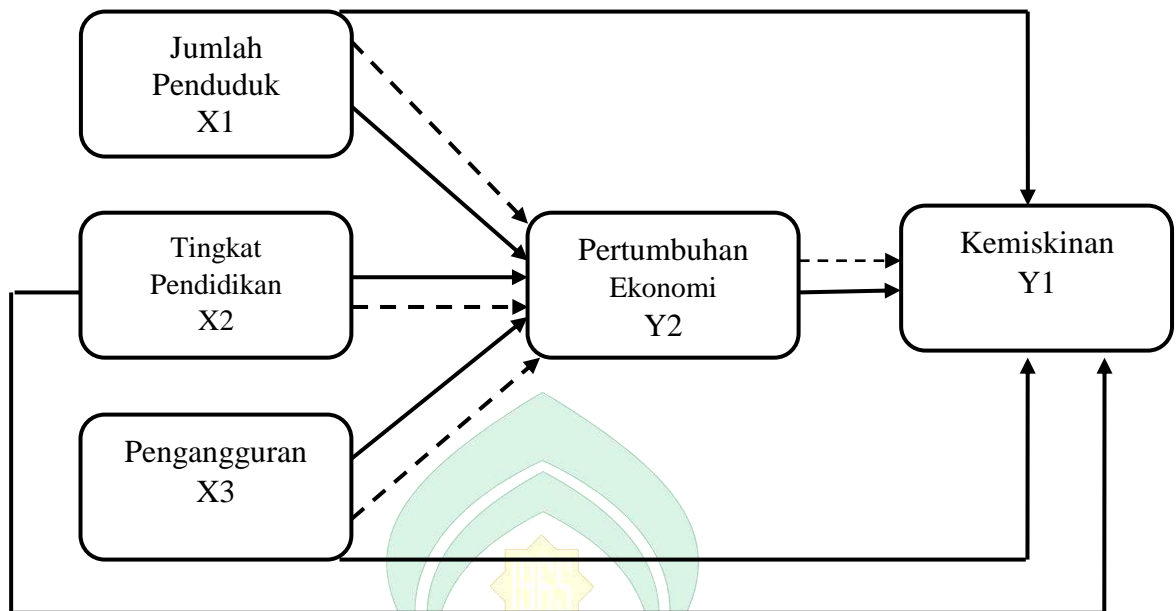 Jumlah
Penduduk
X1
Tingkat
Pendidikan
X2
Pengangguran
X3
Pertumbuhan
Ekonomi
Y2
Kemiskinan
Y1